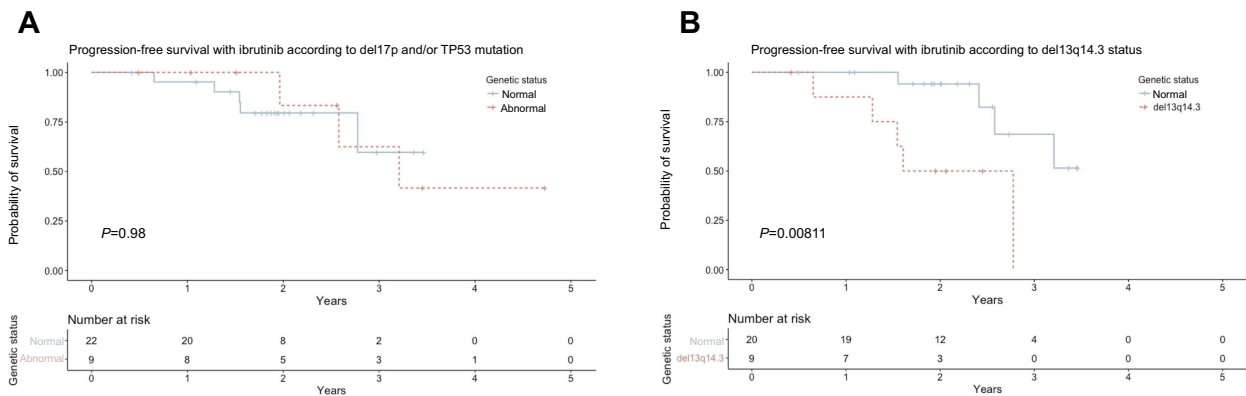 A
Progression-free survival with ibrutinib according to del17p and/or TP53 mutation
Genetic status
Normal
Abnormal
Probability of survival
1.00
0.75
0.50
0.25
0.00
P=0.98
0 1 2 3 4 5
Years
Number at risk
Genetic status
Normal 22 20 8 2 0 0
Abnormal 9 8 5 3 1 0
0 1 2 3 4 5
Years
B
Progression-free survival with ibrutinib according to del13q14.3 status
Genetic status
Normal
del13q14.3
Probability of survival
1.00
0.75
0.50
0.25
0.00
P=0.00811
0 1 2 3 4 5
Years
Number at risk
Genetic status
Normal 20 19 12 4 0 0
del13q14.3 9 7 3 0 0 0
0 1 2 3 4 5
Years